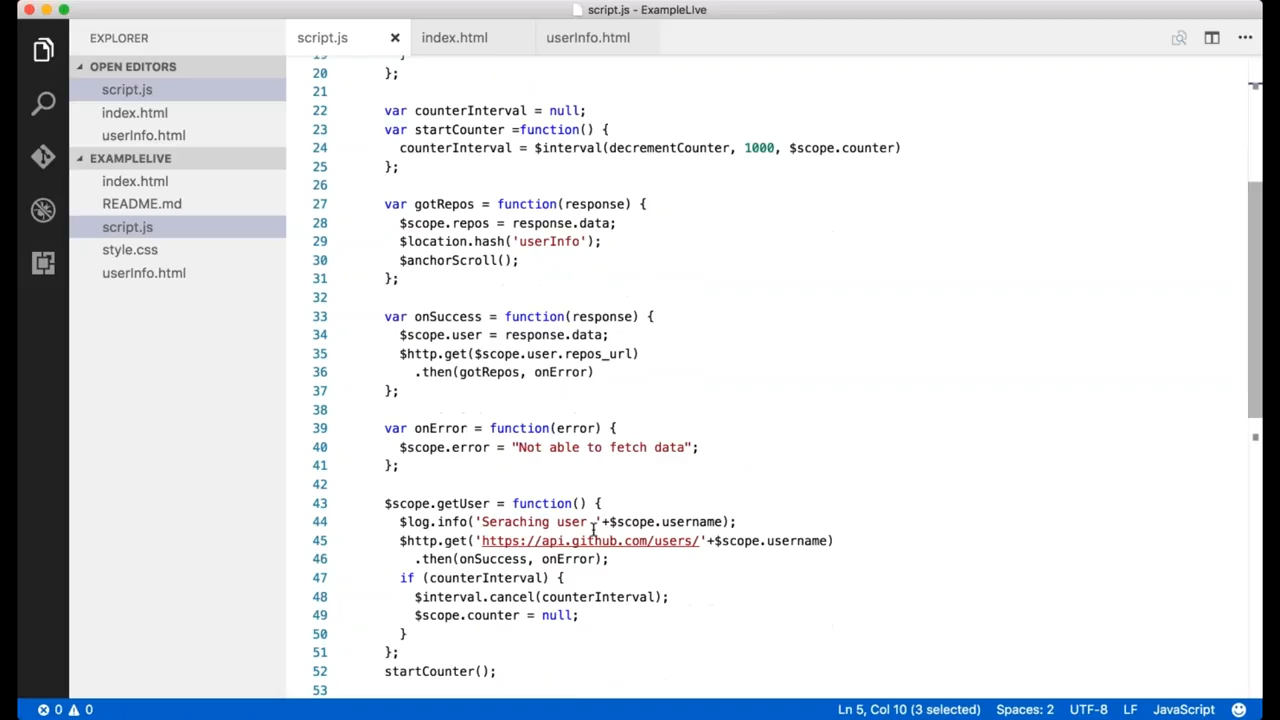 script.js - ExampleLIve
EXPLORER
script.js
index.html
userInfo.html
OPEN EDITORS
script.js
index.html
userInfo.html
EXAMPLELIVE
index.html
README.md
script.js
style.css
userInfo.html
19 }
20 };
21
22 var counterInterval = null;
23 var startCounter =function() {
24 counterInterval = $interval(decrementCounter, 1000, $scope.counter)
25 };
26
27 var gotRepos = function(response) {
28 $scope.repos = response.data;
29 $location.hash('userInfo');
30 $anchorScroll();
31 };
32
33 var onSuccess = function(response) {
34 $scope.user = response.data;
35 $http.get($scope.user.repos_url)
36 .then(gotRepos, onError)
37 };
38
39 var onError = function(error) {
40 $scope.error = "Not able to fetch data";
41 };
42
43 $scope.getUser = function() {
44 $log.info('Seraching user '+$scope.username);
45 $http.get('https://api.github.com/users/'+$scope.username)
46 .then(onSuccess, onError);
47 if (counterInterval) {
48 $interval.cancel(counterInterval);
49 $scope.counter = null;
50 }
51 };
52 startCounter();
53
0 0 Ln 5, Col 10 (3 selected) Spaces: 2 UTF-8 LF JavaScript